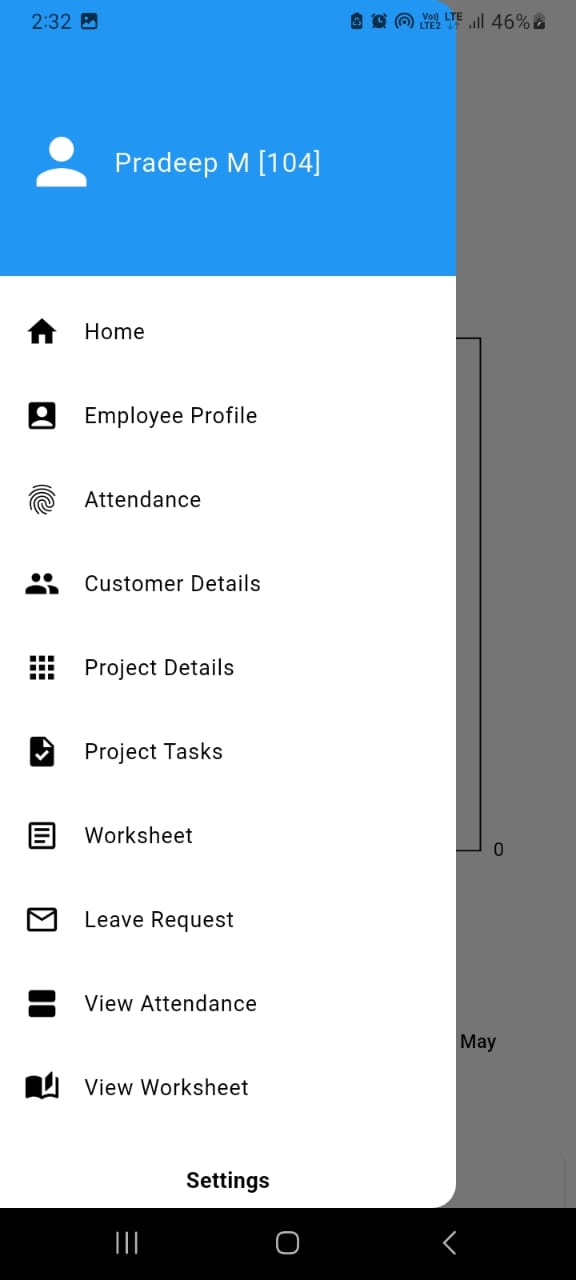 2:32 Vo)) LTE LTE2 46%
Pradeep M [104]
Home
Employee Profile
Attendance
Customer Details
Project Details
Project Tasks
Worksheet
0
Leave Request
View Attendance
May
View Worksheet
Settings